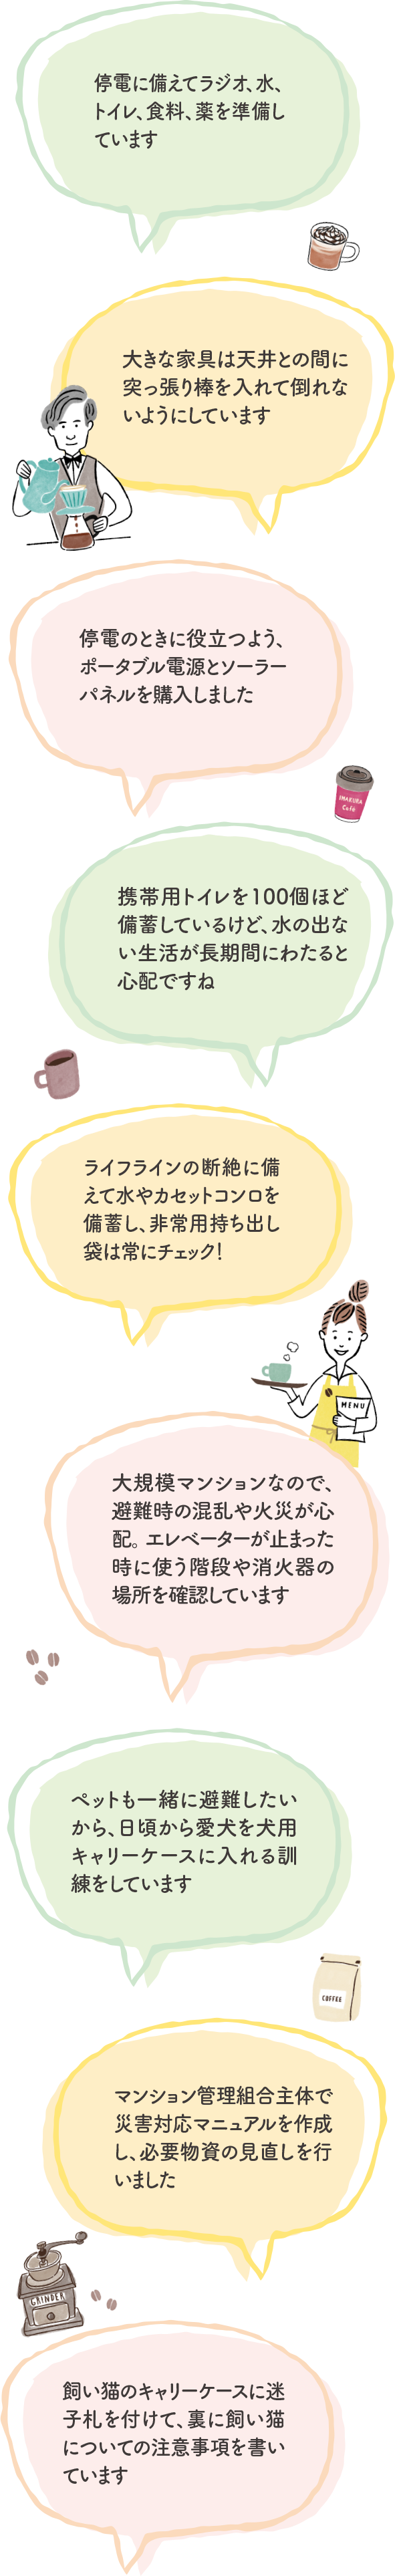 停電に備えてラジオ、水、
トイレ、食料、薬を準備し
ています
大きな家具は天井との間に
突っ張り棒を入れて倒れな
いようにしています
停電のときに役立つよう、
ポータブル電源とソーラー
パネルを購入しました
IMAKURA
Café
携帯用トイレを100個ほど
備蓄しているけど、水の出な
い生活が長期間にわたると
心配ですね
ライフラインの断絶に備
えて水やカセットコンロを
備蓄し、非常用持ち出し
袋は常にチェック！
MENU
大規模マンションなので、
避難時の混乱や火災が心
配。エレベーターが止まった
時に使う階段や消火器の
場所を確認しています
ペットも一緒に避難したい
から、日頃から愛犬を犬用
キャリーケースに入れる訓
練をしています
COFFEE
マンション管理組合主体で
災害対応マニュアルを作成
し、必要物資の見直しを行
いました
GRINDER
飼い猫のキャリーケースに迷
子札を付けて、裏に飼い猫
についての注意事項を書い
ています